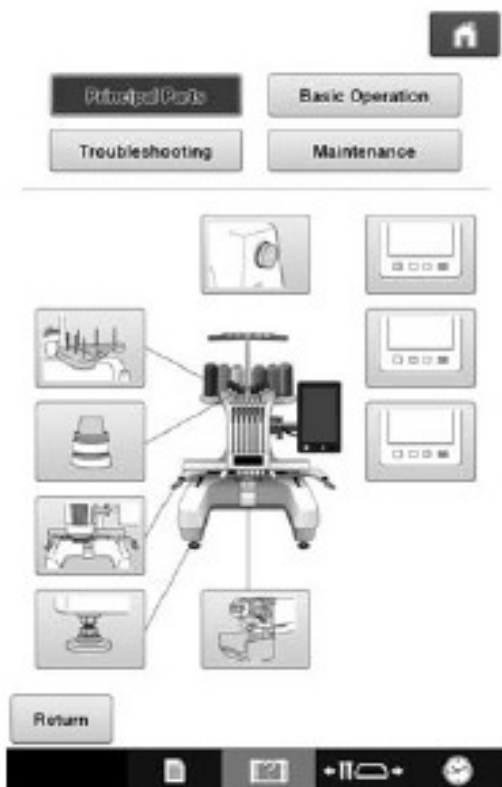 Principal Parts
Basic Operation
Troubleshooting
Maintenance
Return